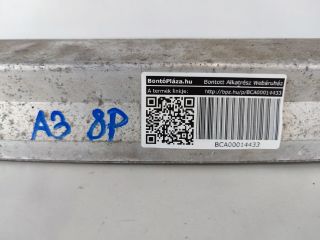 BontóPláza.hu Bontott Alkatrész Webáruház
A termék linkje: http://bpz.hu/p/BCA00014433
A3 8P
BCA00014433